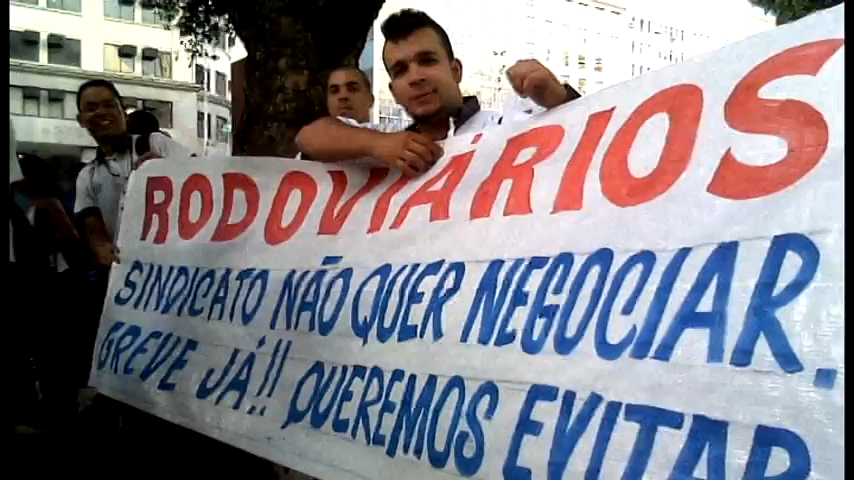 RODOVIÁRIOS
SINDICATO NÃO QUER NEGOCIAR.
GREVE JÁ!! QUEREMOS EVITAR